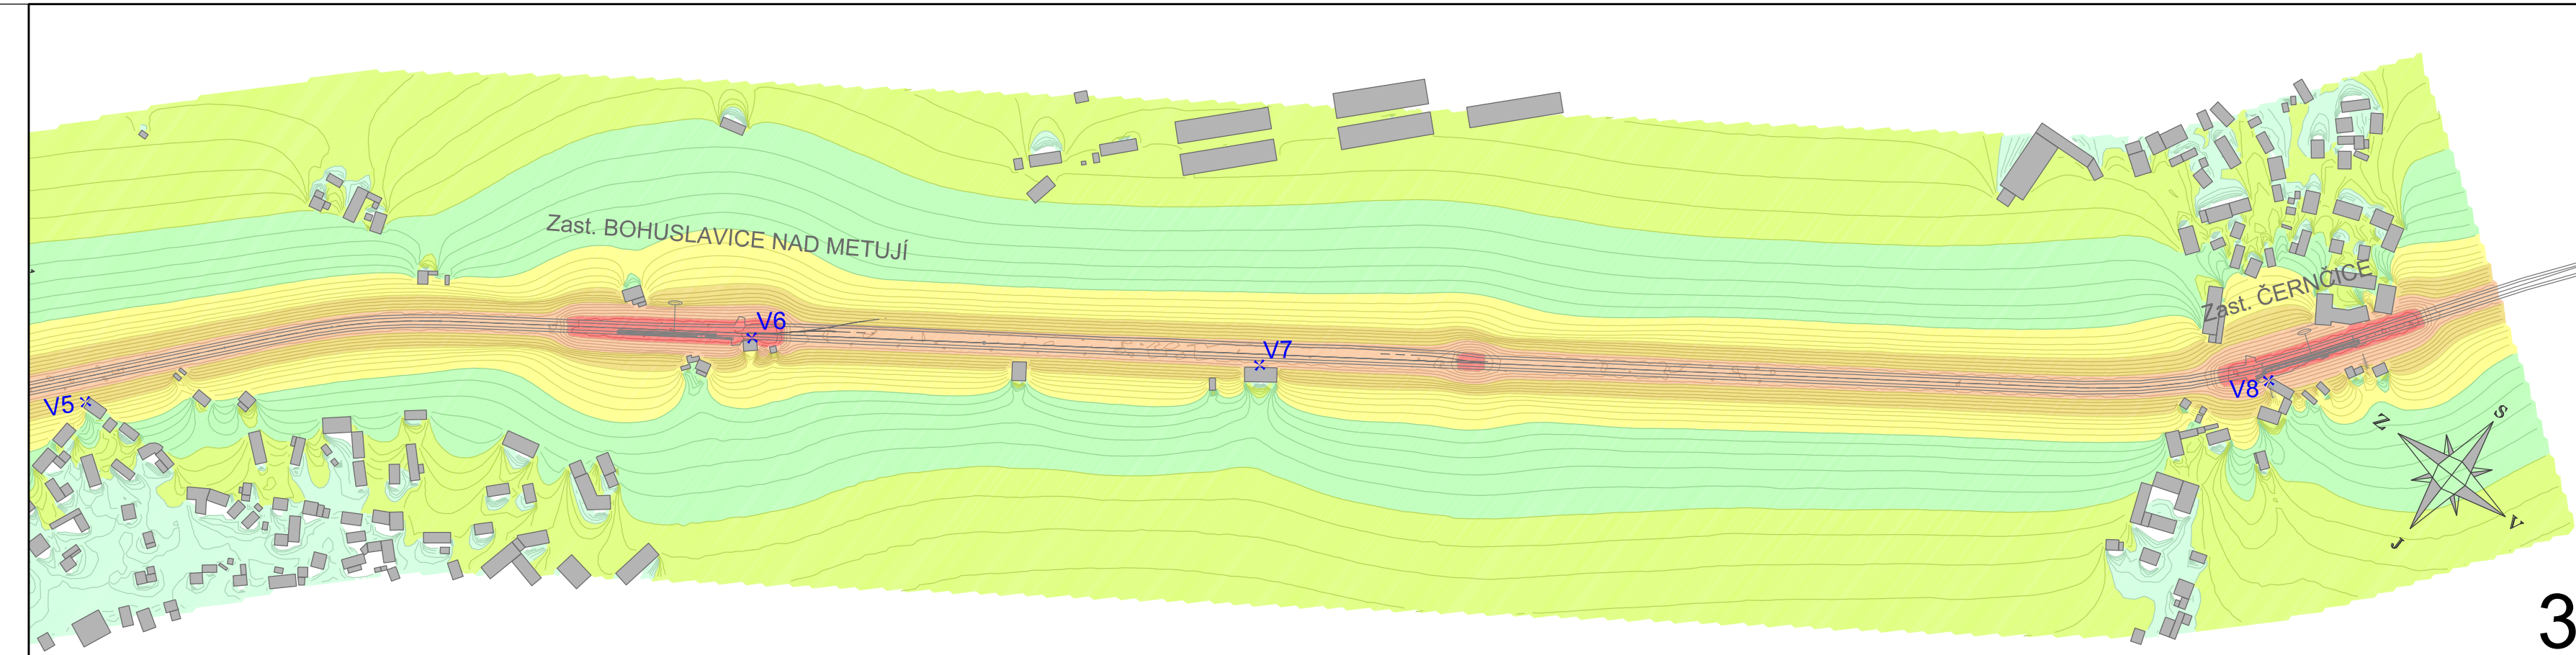 Zast. BOHUSLAVICE NAD METUJÍ
Zast. ČERNČICE
V6
V7
V8
V5
Z
S
V
J
3